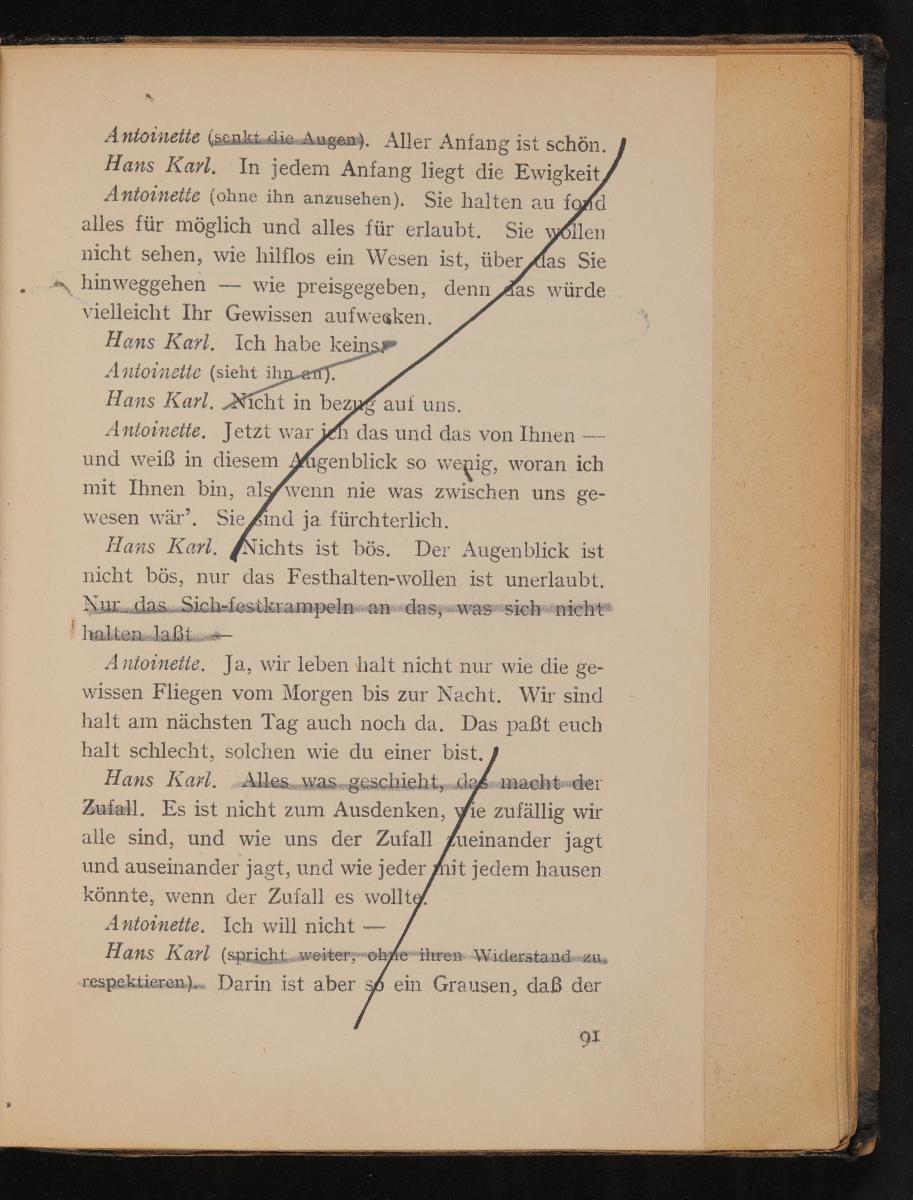 Antoinette (senkt die Augen). Aller Anfang ist schön.
Hans Karl. In jedem Anfang liegt die Ewigkeit.
Antoinette (ohne ihn anzusehen). Sie halten au fond
alles für möglich und alles für erlaubt. Sie wollen
nicht sehen, wie hilflos ein Wesen ist, über das Sie
hinweggehen — wie preisgegeben, denn das würde
vielleicht Ihr Gewissen aufwecken.
Hans Karl. Ich habe keins.
Antoinette (sieht ihn an).
Hans Karl. Nicht in bezug auf uns.
Antoinette. Jetzt war ich das und das von Ihnen —
und weiß in diesem Augenblick so wenig, woran ich
mit Ihnen bin, als wenn nie was zwischen uns ge-
wesen wär’. Sie sind ja fürchterlich.
Hans Karl. Nichts ist bös. Der Augenblick ist
nicht bös, nur das Festhalten-wollen ist unerlaubt.
Nur das Sich-festkrampeln an das, was sich nicht
halten laßt —
Antoinette. Ja, wir leben halt nicht nur wie die ge-
wissen Fliegen vom Morgen bis zur Nacht. Wir sind
halt am nächsten Tag auch noch da. Das paßt euch
halt schlecht, solchen wie du einer bist.
Hans Karl. Alles was geschieht, das macht der
Zufall. Es ist nicht zum Ausdenken, wie zufällig wir
alle sind, und wie uns der Zufall zueinander jagt
und auseinander jagt, und wie jeder mit jedem hausen
könnte, wenn der Zufall es wollte.
Antoinette. Ich will nicht —
Hans Karl (spricht weiter, ohne ihren Widerstand zu
respektieren). Darin ist aber so ein Grausen, daß der
91